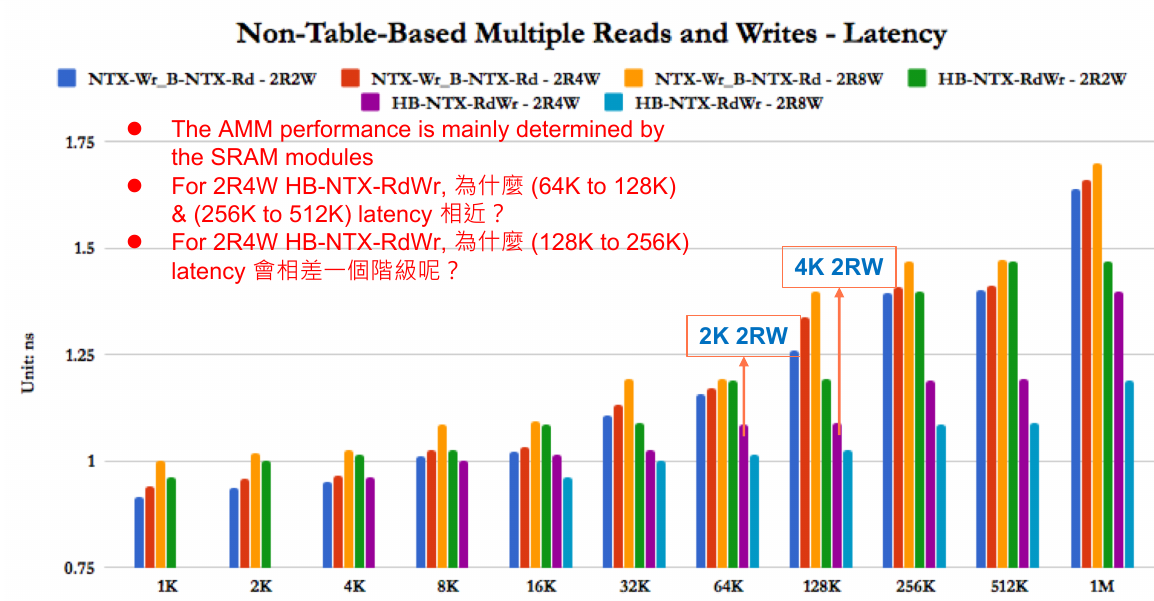 Non-Table-Based Multiple Reads and Writes - Latency
NTX-Wr_B-NTX-Rd - 2R2W NTX-Wr_B-NTX-Rd - 2R4W NTX-Wr_B-NTX-Rd - 2R8W HB-NTX-RdWr - 2R2W
HB-NTX-RdWr - 2R4W HB-NTX-RdWr - 2R8W
● The AMM performance is mainly determined by
the SRAM modules
● For 2R4W HB-NTX-RdWr, 為什麼 (64K to 128K)
& (256K to 512K) latency 相近？
● For 2R4W HB-NTX-RdWr, 為什麼 (128K to 256K)
latency 會相差一個階級呢？
1.75
1.5
1.25
1
0.75
Unit: ns
4K 2RW
2K 2RW
1K 2K 4K 8K 16K 32K 64K 128K 256K 512K 1M